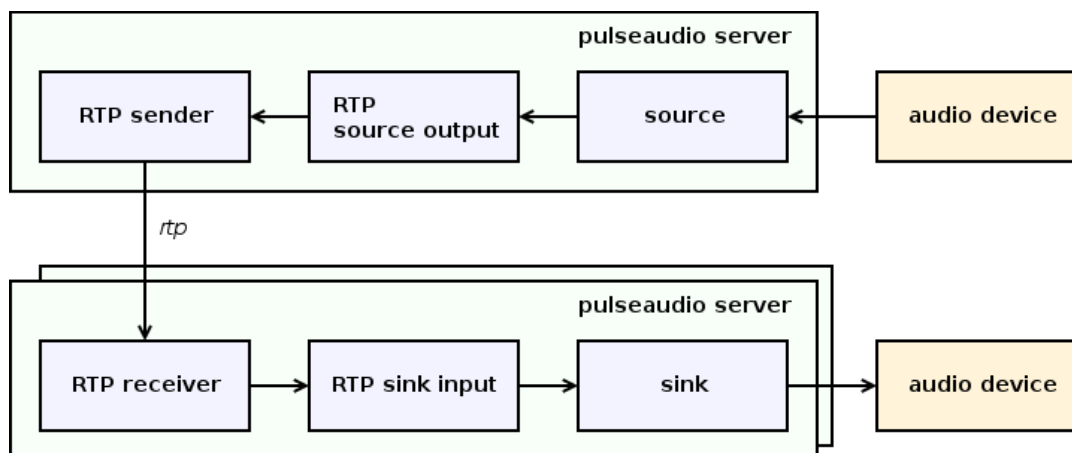 pulseaudio server
RTP sender
RTP
source output
source
audio device
rtp
pulseaudio server
RTP receiver
RTP sink input
sink
audio device